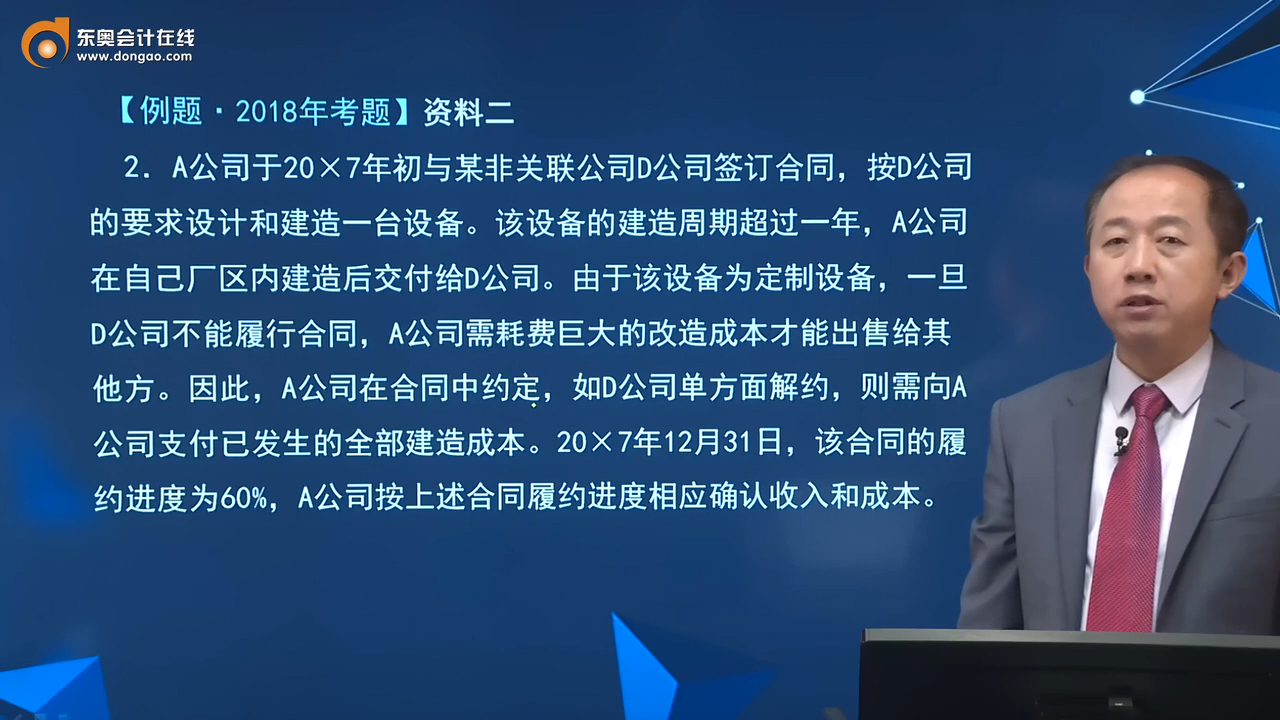 东奥会计在线
www.dongao.com
【例题·2018年考题】资料二
2. A公司于20×7年初与某非关联公司D公司签订合同，按D公司
的要求设计和建造一台设备。该设备的建造周期超过一年，A公司
在自己厂区内建造后交付给D公司。由于该设备为定制设备，一旦
D公司不能履行合同，A公司需耗费巨大的改造成本才能出售给其
他方。因此，A公司在合同中约定，如D公司单方面解约，则需向A
公司支付已发生的全部建造成本。20×7年12月31日，该合同的履
约进度为60%，A公司按上述合同履约进度相应确认收入和成本。